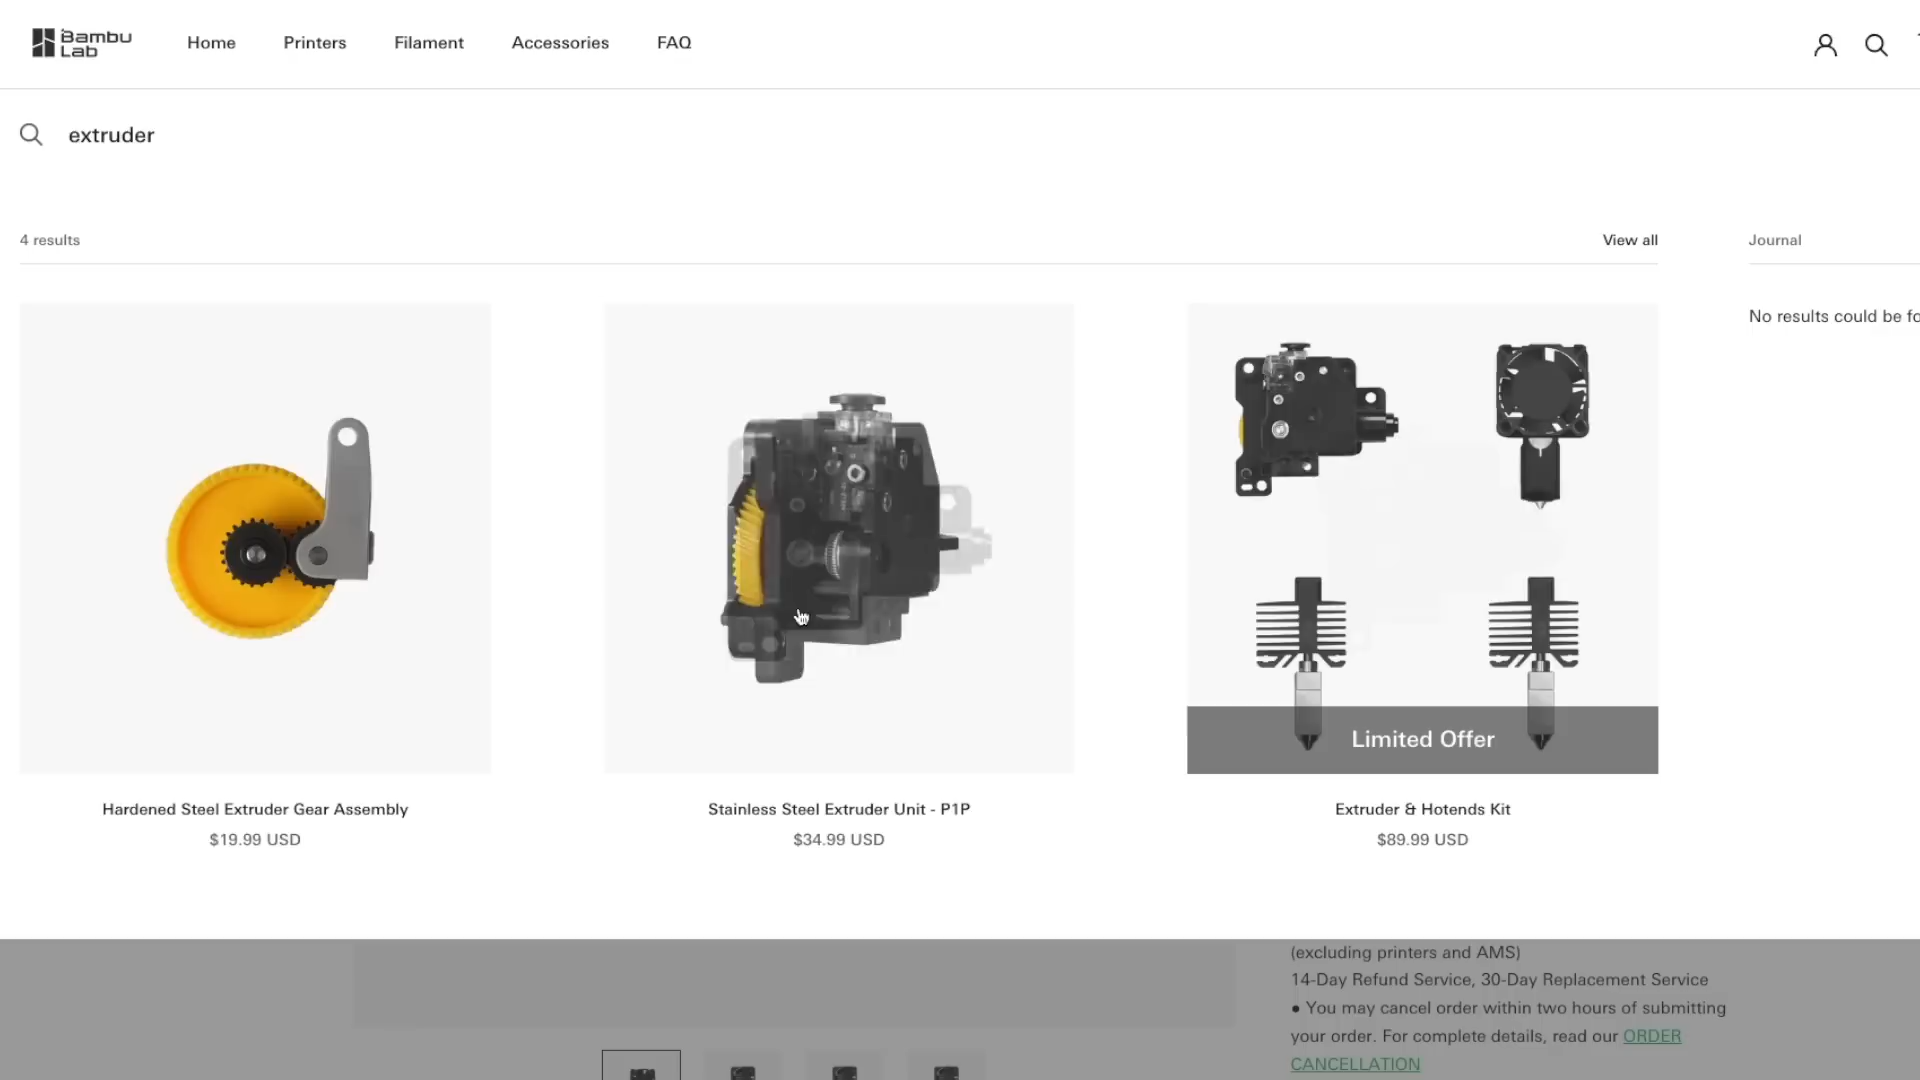 Bambu
Lab
Home
Printers
Filament
Accessories
FAQ
extruder
4 results
View all
Journal
No results could be fo
Limited Offer
Hardened Steel Extruder Gear Assembly
$19.99 USD
Stainless Steel Extruder Unit - P1P
$34.99 USD
Extruder & Hotends Kit
$89.99 USD
(excluding printers and AMS)
14-Day Refund Service, 30-Day Replacement Service
• You may cancel order within two hours of submitting
your order. For complete details, read our ORDER
CANCELLATION